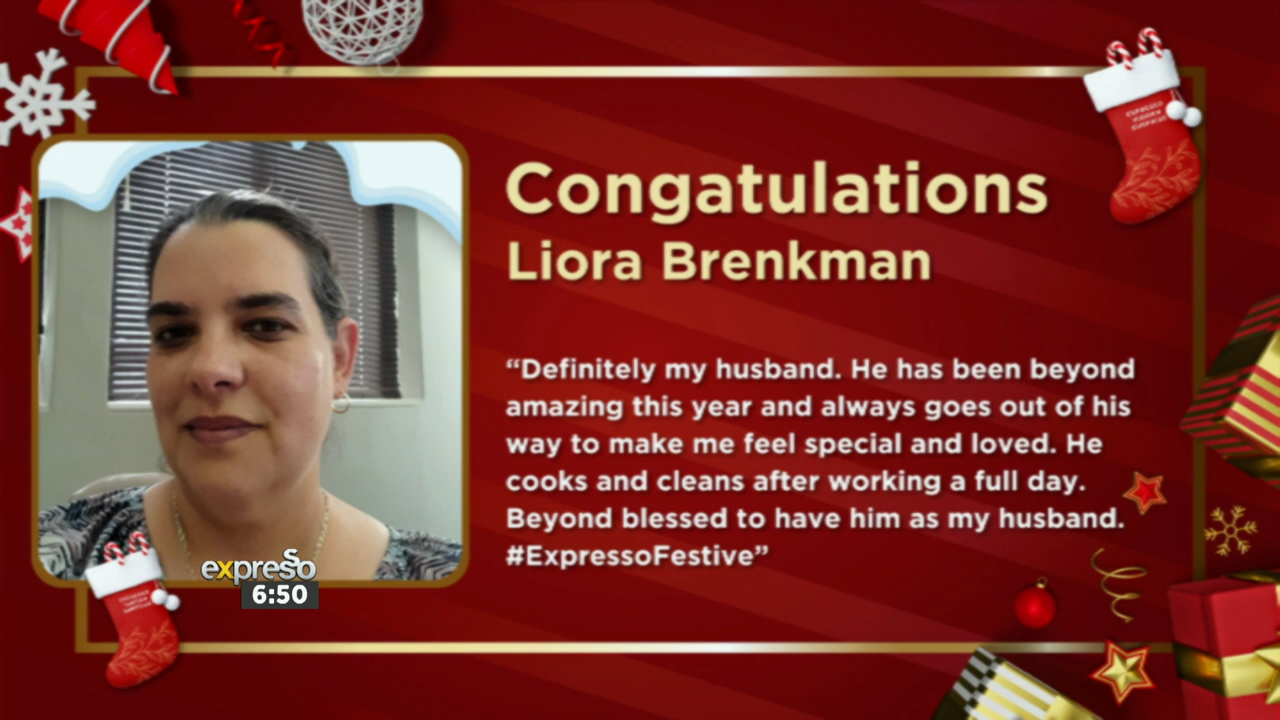 Congatulations
Liora Brenkman
“Definitely my husband. He has been beyond
amazing this year and always goes out of his
way to make me feel special and loved. He
cooks and cleans after working a full day.
Beyond blessed to have him as my husband.
#ExpressoFestive”
expresso
6:50